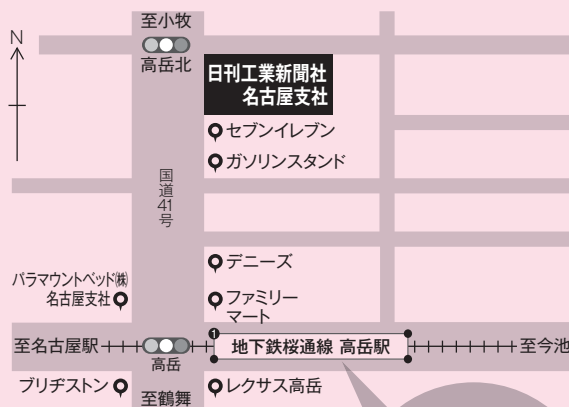 至小牧
N
高岳北
日刊工業新聞社
名古屋支社
セブンイレブン
ガソリンスタンド
国道41号
デニーズ
パラマウントベッド㈱
名古屋支社
ファミリー
マート
1
至名古屋駅
地下鉄桜通線 高岳駅
至今池
高岳
ブリヂストン
至鶴舞
レクサス高岳